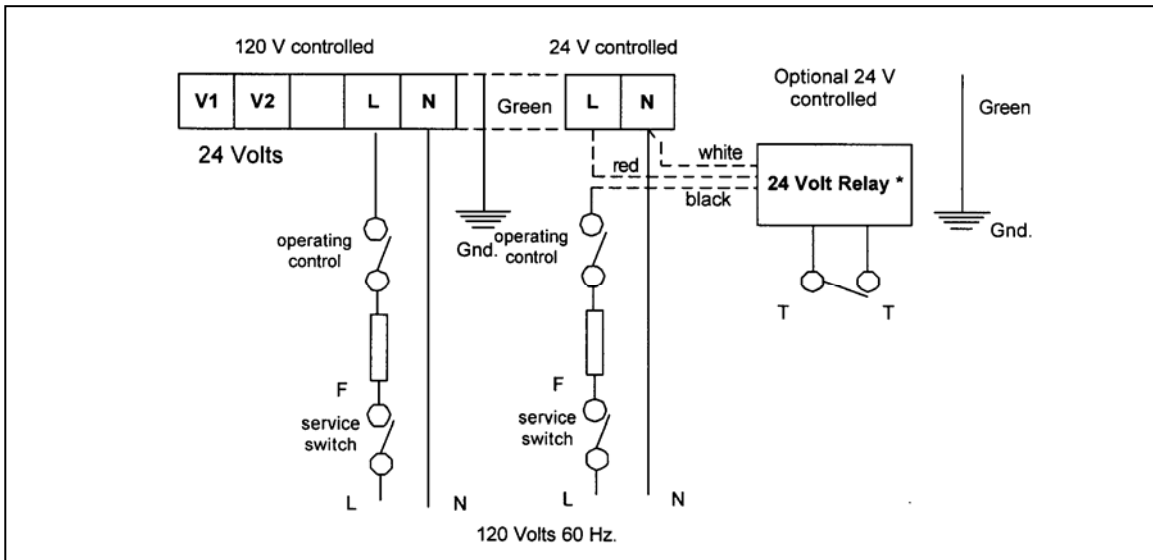 120 V controlled
24 V controlled
Optional 24 V
controlled
V1 V2 L N
Green
L N
Green
24 Volts
white
red
24 Volt Relay *
black
operating
control
Gnd.
operating
control
Gnd.
T T
F
F
service
switch
service
switch
L N
L N
120 Volts 60 Hz.